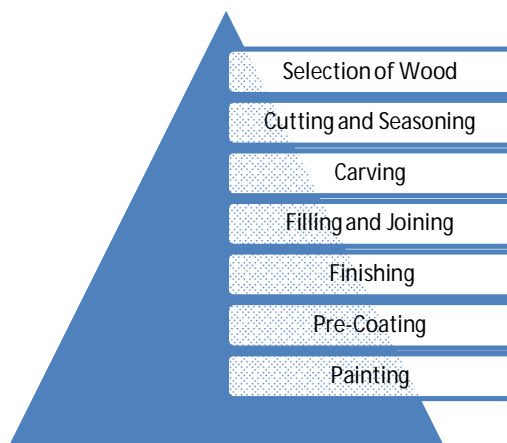 Selection of Wood
Cutting and Seasoning
Carving
Filling and Joining
Finishing
Pre-Coating
Painting